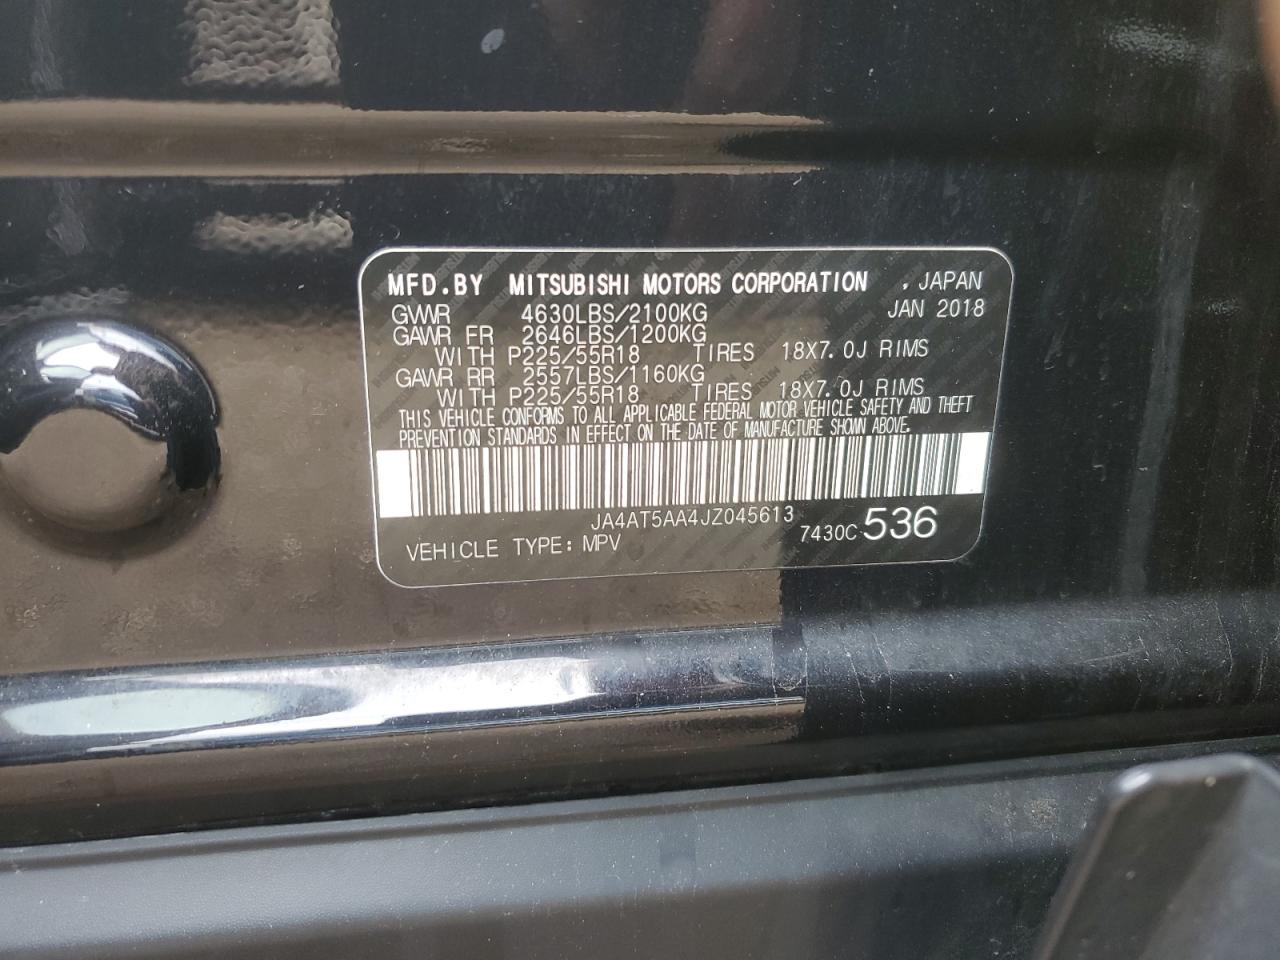 MFD.BY MITSUBISHI MOTORS CORPORATION , JAPAN
GVWR 4630LBS/2100KG JAN 2018
GAWR FR 2646LBS/1200KG
WITH P225/55R18 TIRES 18X7.0J RIMS
GAWR RR 2557LBS/1160KG
WITH P225/55R18 TIRES 18X7.0J RIMS
THIS VEHICLE CONFORMS TO ALL APPLICABLE FEDERAL MOTOR VEHICLE SAFETY AND THEFT
PREVENTION STANDARDS IN EFFECT ON THE DATE OF MANUFACTURE SHOWN ABOVE.
JA4AT5AA4JZ045613
VEHICLE TYPE: MPV 7430C 536